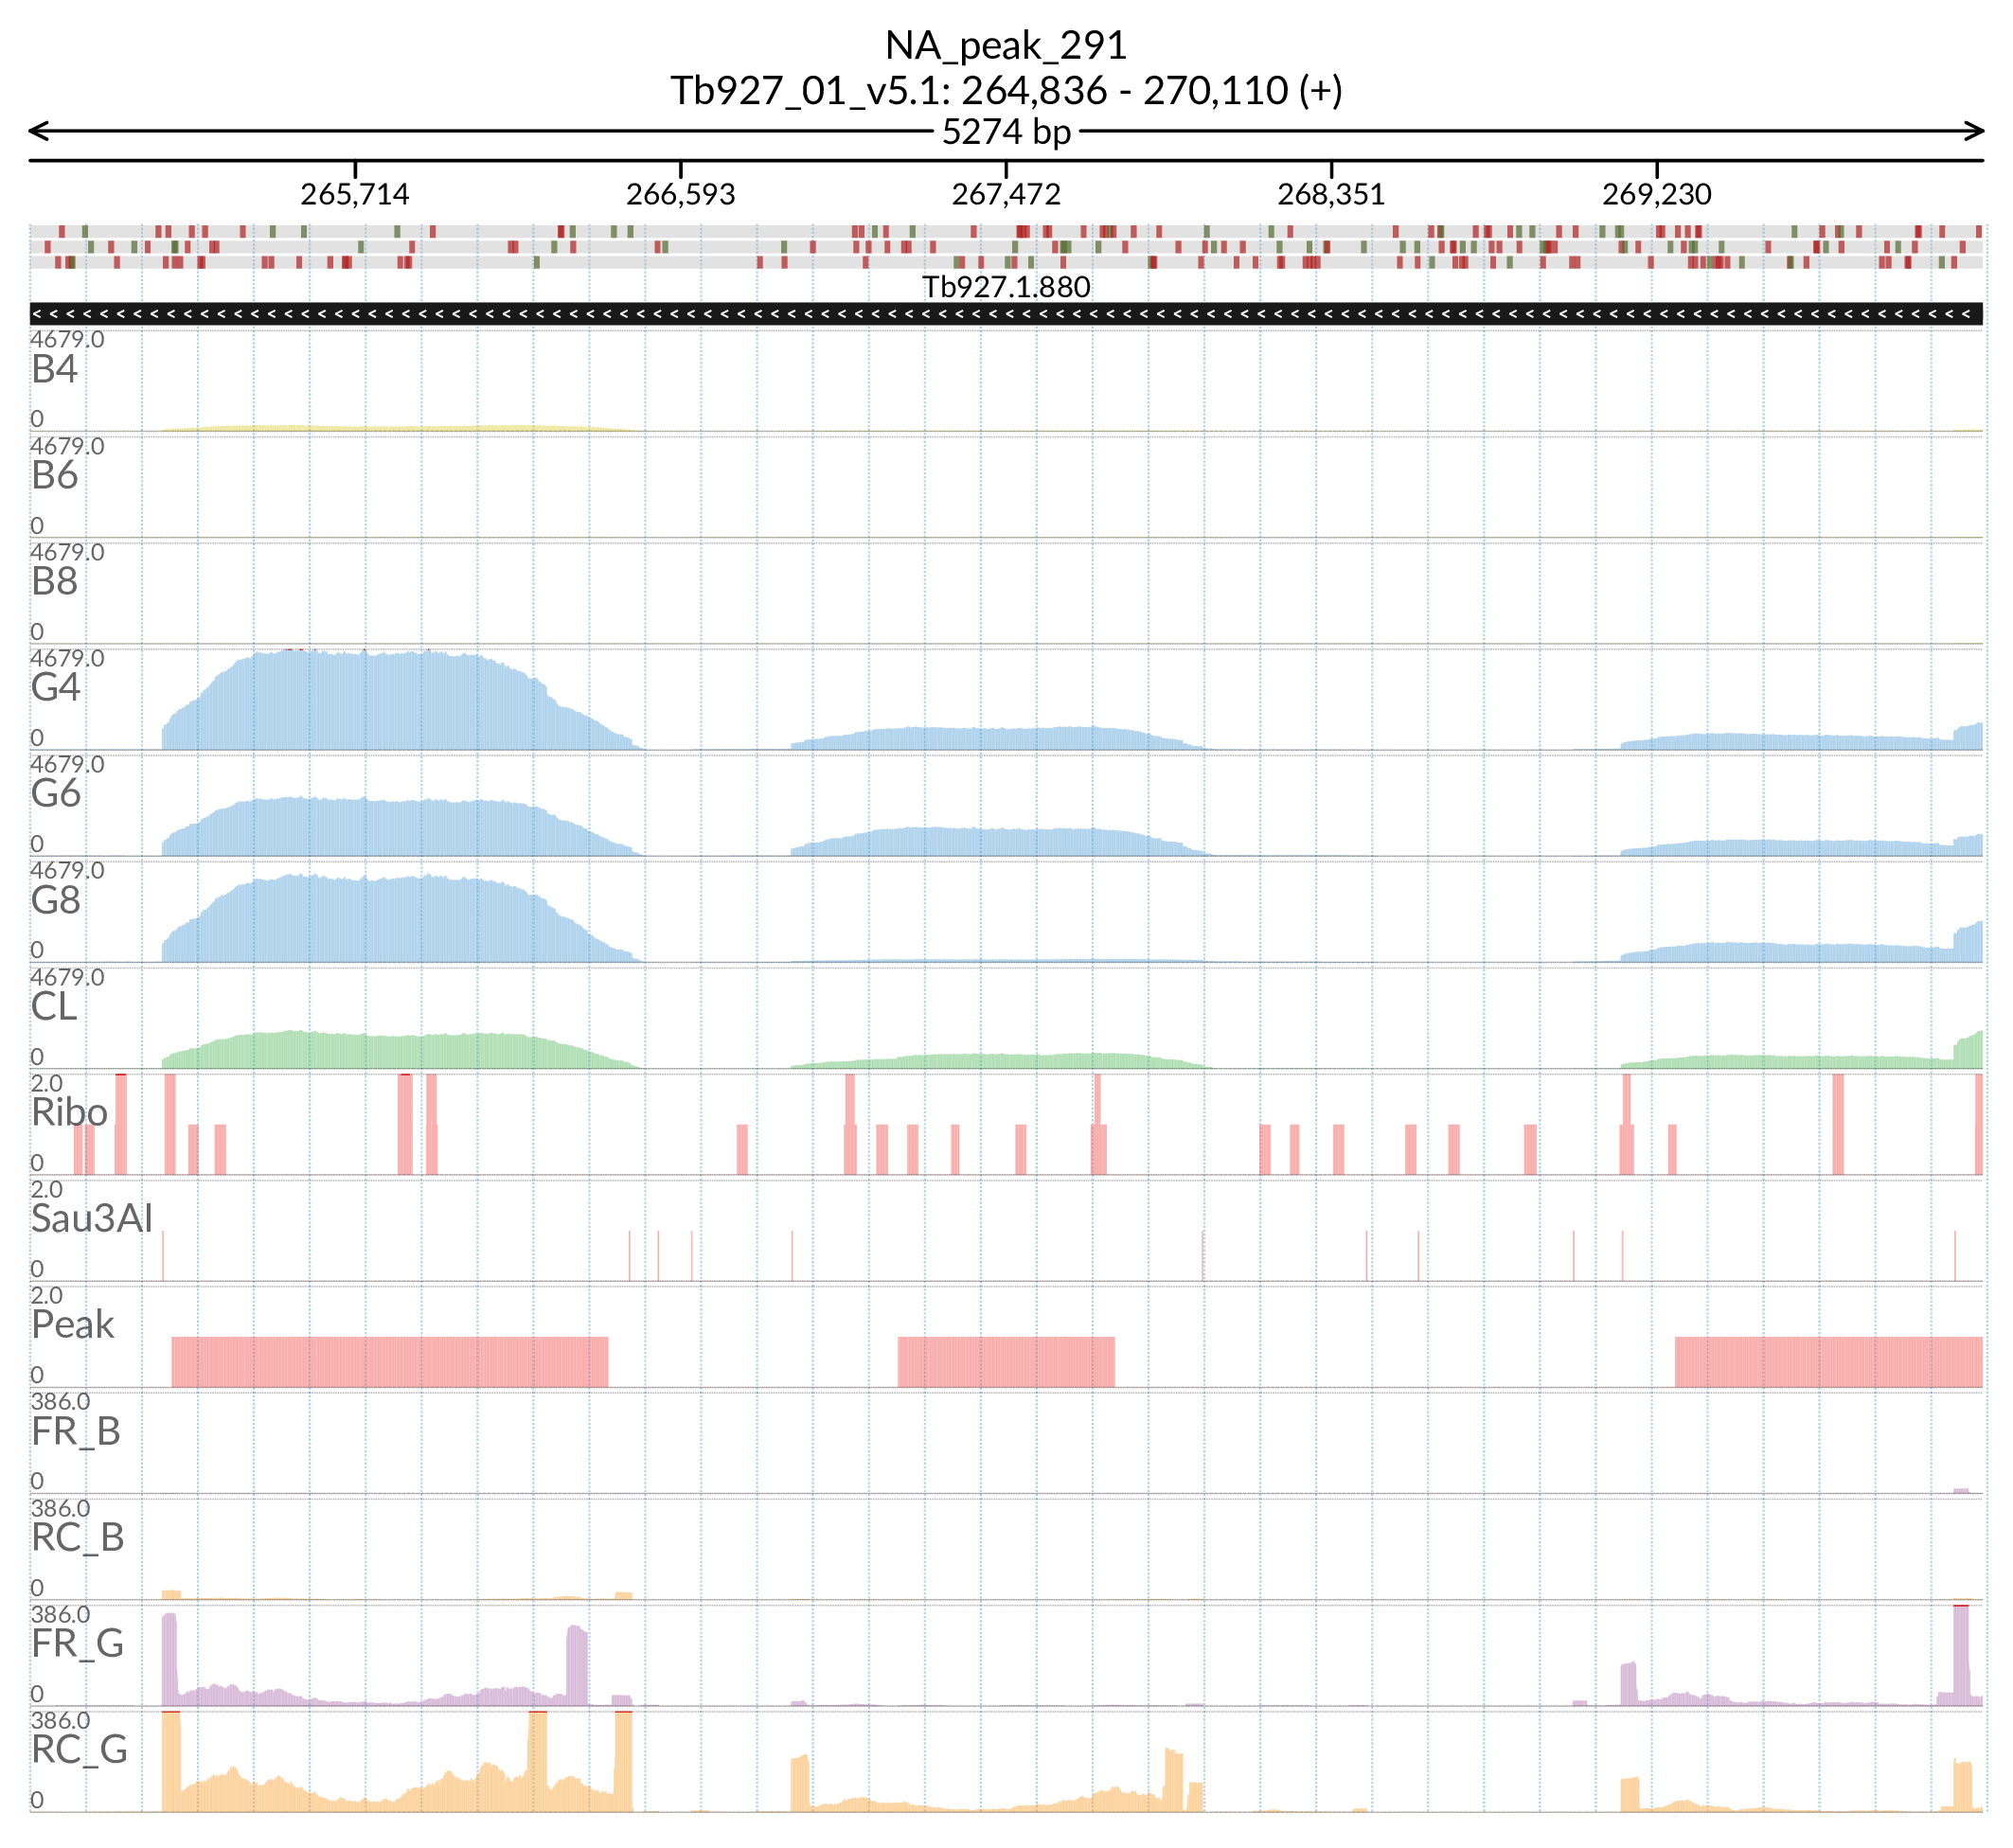 NA_peak_291
Tb927_01_v5.1: 264,836 - 270,110 (+)
5274 bp
265,714 266,593 267,472 268,351 269,230
Tb927.1.880
4679.0
B4
0
4679.0
B6
0
4679.0
B8
0
4679.0
G4
0
4679.0
G6
0
4679.0
G8
0
4679.0
CL
0
2.0
Ribo
0
2.0
Sau3AI
0
2.0
Peak
0
386.0
FR_B
0
386.0
RC_B
0
386.0
FR_G
0
386.0
RC_G
0